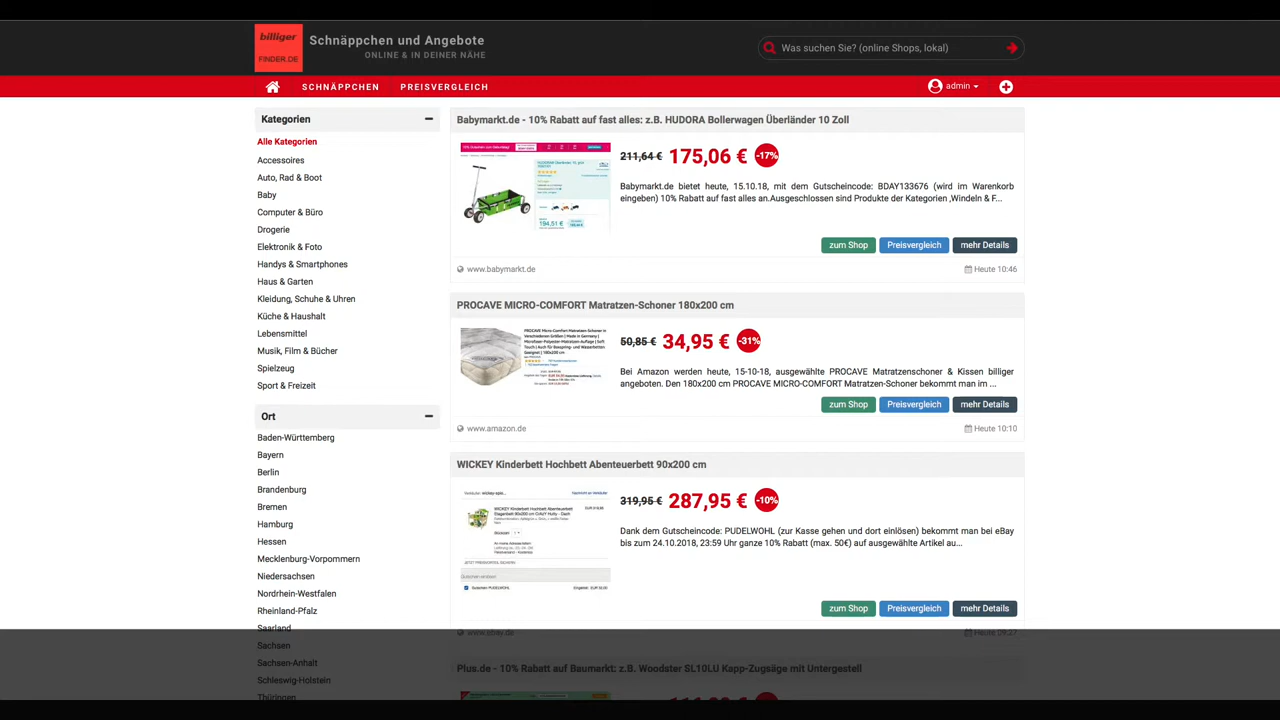 billiger
FINDER.DE
Schnäppchen und Angebote
ONLINE & IN DEINER NÄHE
Was suchen Sie? (online Shops, lokal)
SCHNÄPPCHEN
PREISVERGLEICH
admin
Kategorien
Alle Kategorien
Accessoires
Auto, Rad & Boot
Baby
Computer & Büro
Drogerie
Elektronik & Foto
Handys & Smartphones
Haus & Garten
Kleidung, Schuhe & Uhren
Küche & Haushalt
Lebensmittel
Musik, Film & Bücher
Spielzeug
Sport & Freizeit
Ort
Baden-Württemberg
Bayern
Berlin
Brandenburg
Bremen
Hamburg
Hessen
Mecklenburg-Vorpommern
Niedersachsen
Nordrhein-Westfalen
Rheinland-Pfalz
Saarland
Sachsen
Sachsen-Anhalt
Schleswig-Holstein
Thüringen
Babymarkt.de - 10% Rabatt auf fast alles: z.B. HUDORA Bollerwagen Überländer 10 Zoll
211,64 € 175,06 € -17%
Babymarkt.de bietet heute, 15.10.18, mit dem Gutscheincode: BDAY133676 (wird im Warenkorb
eingeben) 10% Rabatt auf fast alles an.Ausgeschlossen sind Produkte der Kategorien ,Windeln & F...
zum Shop Preisvergleich mehr Details
www.babymarkt.de
Heute 10:46
PROCAVE MICRO-COMFORT Matratzen-Schoner 180x200 cm
50,85 € 34,95 € -31%
Bei Amazon werden heute, 15-10-18, ausgewählte PROCAVE Matratzenschoner & Kissen billiger
angeboten. Den 180x200 cm PROCAVE MICRO-COMFORT Matratzen-Schoner bekommt man im ...
zum Shop Preisvergleich mehr Details
www.amazon.de
Heute 10:10
WICKEY Kinderbett Hochbett Abenteuerbett 90x200 cm
319,95 € 287,95 € -10%
Dank dem Gutscheincode: PUDELWOHL (zur Kasse gehen und dort einlösen) bekommt man bei eBay
bis zum 24.10.2018, 23:59 Uhr ganze 10% Rabatt (max. 50€) auf ausgewählte Artikel au...
zum Shop Preisvergleich mehr Details
www.ebay.de
Heute 09:27
Plus.de - 10% Rabatt auf Baumarkt: z.B. Woodster SL10LU Kapp-Zugsäge mit Untergestell